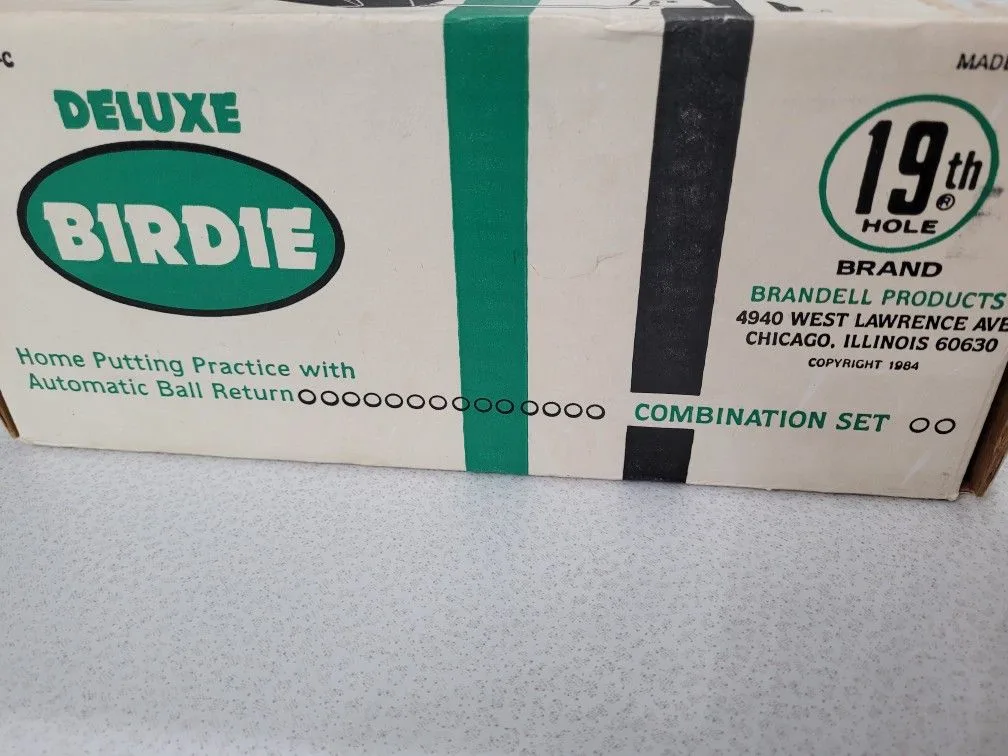 DELUXE
BIRDIE
Home Putting Practice with
Automatic Ball Return
COMBINATION SET
19th®
HOLE
BRAND
BRANDELL PRODUCTS
4940 WEST LAWRENCE AVE
CHICAGO, ILLINOIS 60630
COPYRIGHT 1984